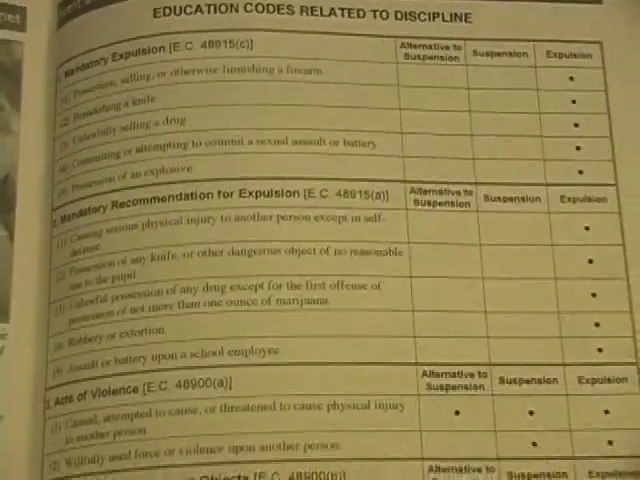 EDUCATION CODES RELATED TO DISCIPLINE
Mandatory Expulsion [E.C. 48915(c)]
Alternative to Suspension
Suspension
Expulsion
(1) Possession, selling, or otherwise furnishing a firearm.
•
(2) Brandishing a knife.
•
(3) Unlawfully selling a drug.
•
(4) Committing or attempting to commit a sexual assault or battery.
•
(5) Possession of an explosive.
•
2. Mandatory Recommendation for Expulsion [E.C. 48915(a)]
Alternative to Suspension
Suspension
Expulsion
(1) Causing serious physical injury to another person except in self-
defense.
•
(2) Possession of any knife, or other dangerous object of no reasonable
use to the pupil.
•
(3) Unlawful possession of any drug except for the first offense of
possession of not more than one ounce of marijuana.
•
(4) Robbery or extortion.
•
(5) Assault or battery upon a school employee.
•
3. Acts of Violence [E.C. 48900(a)]
Alternative to Suspension
Suspension
Expulsion
(1) Caused, attempted to cause, or threatened to cause physical injury
to another person.
• • •
(2) Willfully used force or violence upon another person.
• •
Objects [E.C. 48900(b)]
Alternative to
Suspension
Expulsion